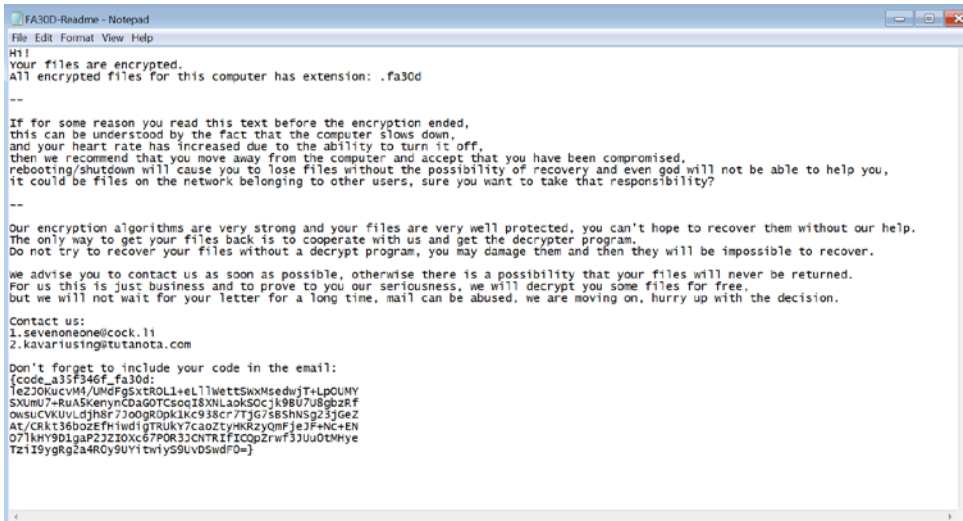 FA30D-Readme - Notepad
File Edit Format View Help
Hi!
Your files are encrypted.
All encrypted files for this computer has extension: .fa30d
--
If for some reason you read this text before the encryption ended,
this can be understood by the fact that the computer slows down,
and your heart rate has increased due to the ability to turn it off,
then we recommend that you move away from the computer and accept that you have been compromised,
rebooting/shutdown will cause you to lose files without the possibility of recovery and even god will not be able to help you,
it could be files on the network belonging to other users, sure you want to take that responsibility?
--
Our encryption algorithms are very strong and your files are very well protected, you can't hope to recover them without our help.
The only way to get your files back is to cooperate with us and get the decrypter program.
Do not try to recover your files without a decrypt program, you may damage them and then they will be impossible to recover.
We advise you to contact us as soon as possible, otherwise there is a possibility that your files will never be returned.
For us this is just business and to prove to you our seriousness, we will decrypt you some files for free,
but we will not wait for your letter for a long time, mail can be abused, we are moving on, hurry up with the decision.
Contact us:
1.sevenoneone@cock.li
2.kavariusing@tutanota.com
Don't forget to include your code in the email:
{code_a35f346f_fa30d: